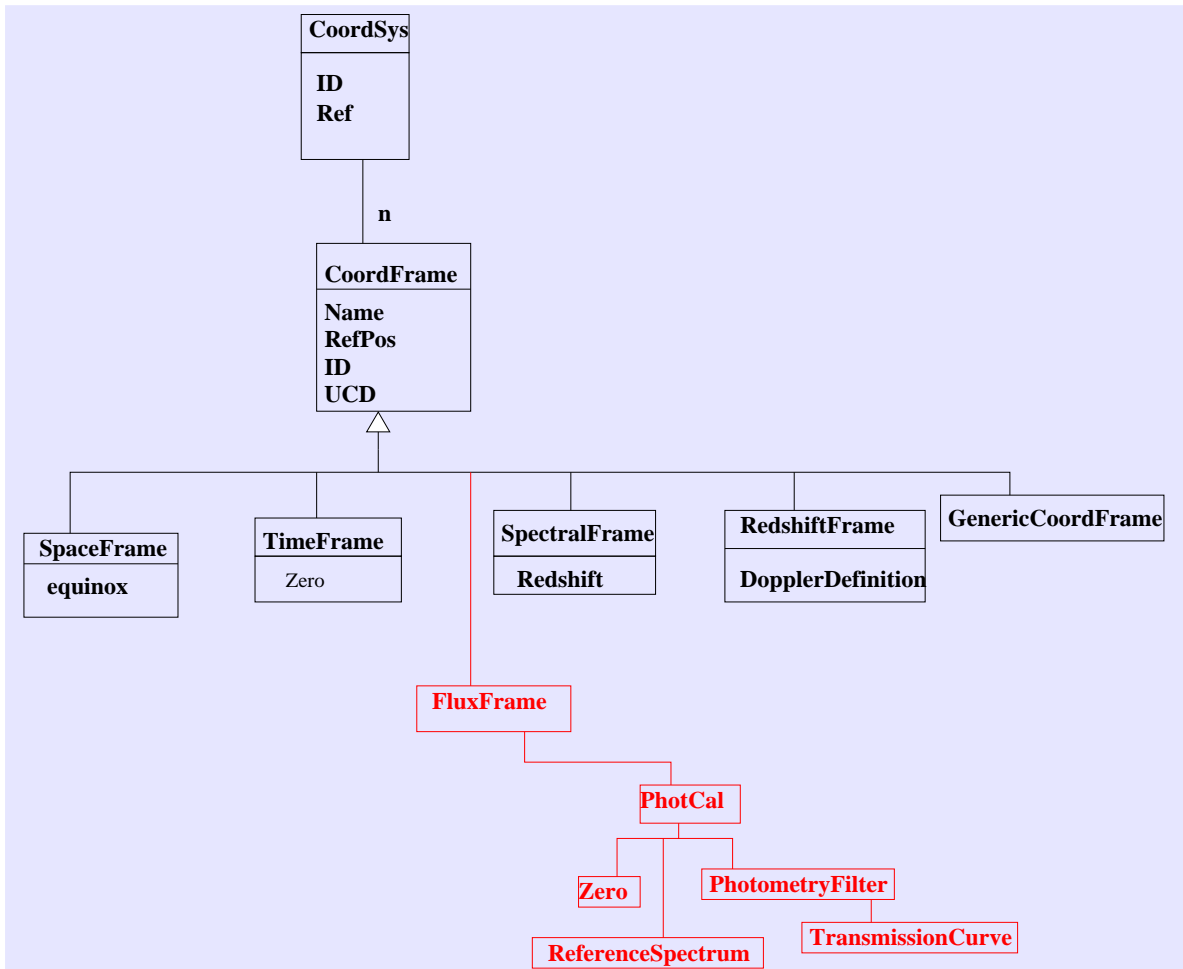 CoordSys
ID
Ref
n
CoordFrame
Name
RefPos
ID
UCD
SpaceFrame
equinox
TimeFrame
Zero
SpectralFrame
Redshift
RedshiftFrame
DopplerDefinition
GenericCoordFrame
FluxFrame
PhotCal
Zero
PhotometryFilter
ReferenceSpectrum
TransmissionCurve